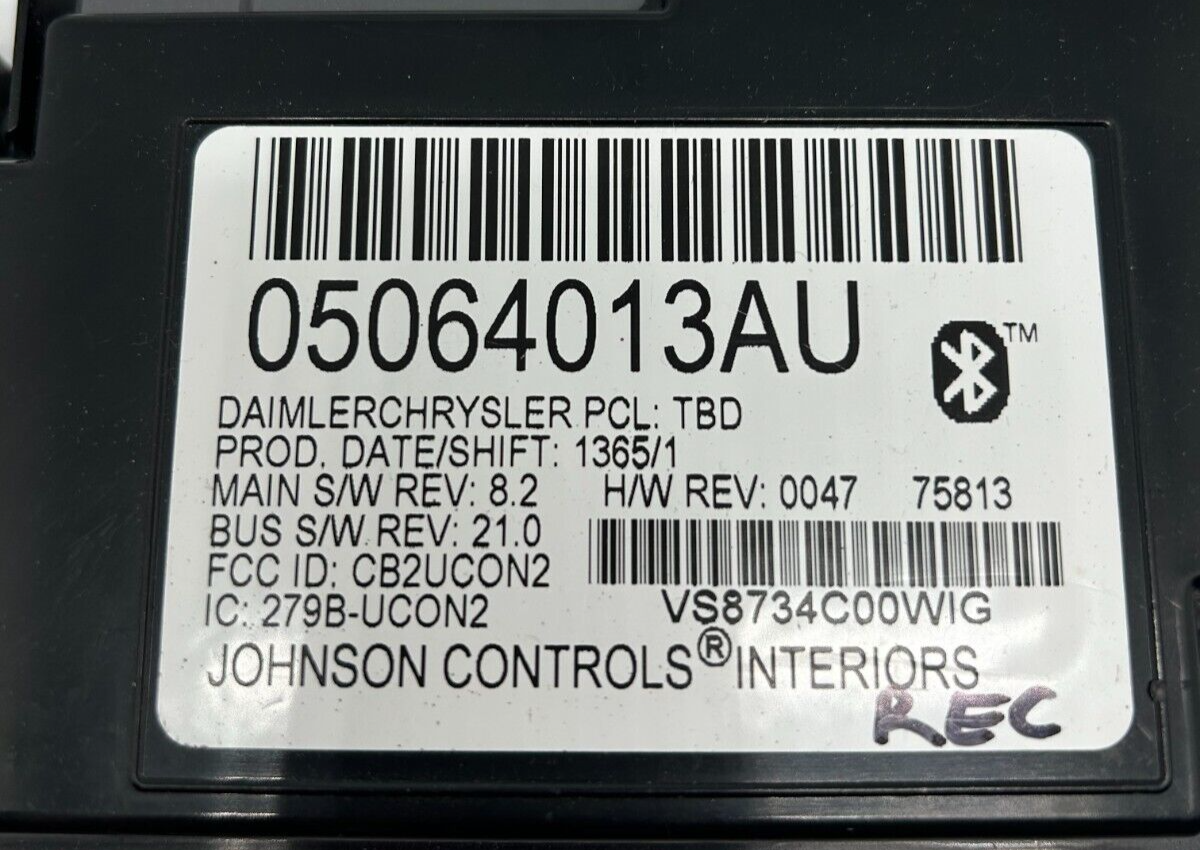 05064013AU
TM
DAIMLERCHRYSLER PCL: TBD
PROD. DATE/SHIFT: 1365/1
MAIN S/W REV: 8.2 H/W REV: 0047 75813
BUS S/W REV: 21.0
FCC ID: CB2UCON2
IC: 279B-UCON2 VS8734C00WIG
JOHNSON CONTROLS® INTERIORS
REC